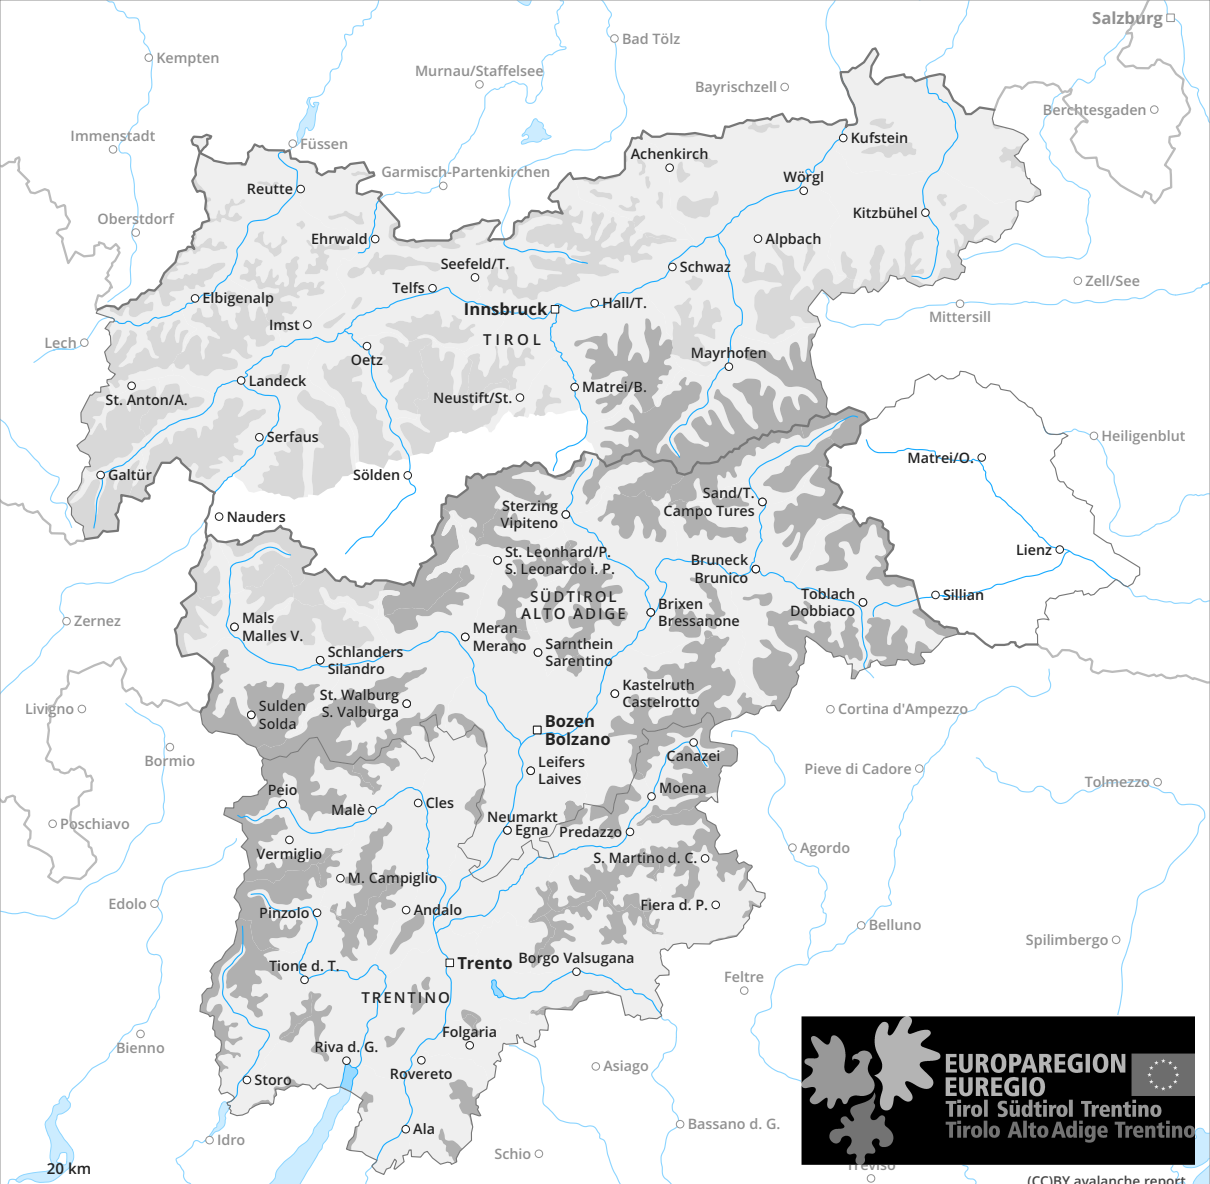 Salzburg
Bad Tölz
Kempten
Murnau/Staffelsee
Bayrischzell
Berchtesgaden
Immenstadt
Füssen
Kufstein
Achenkirch
Garmisch-Partenkirchen
Wörgl
Reutte
Oberstdorf
Kitzbühel
Ehrwald
Alpbach
Seefeld/T.
Schwaz
Zell/See
Telfs
Elbigenalp
Innsbruck
Hall/T.
Mittersill
Imst
TIROL
Lech
Oetz
Mayrhofen
Landeck
Matrei/B.
St. Anton/A.
Neustift/St.
Serfaus
Heiligenblut
Matrei/O.
Galtür
Sölden
Sand/T.
Campo Tures
Sterzing
Vipiteno
Nauders
St. Leonhard/P.
S. Leonardo i. P.
Lienz
Bruneck
Brunico
SÜDTIROL
ALTO ADIGE
Toblach
Dobbiaco
Sillian
Brixen
Bressanone
Zernez
Mals
Malles V.
Meran
Merano
Sarnthein
Sarentino
Schlanders
Silandro
Kastelruth
Castelrotto
St. Walburg
S. Valburga
Sulden
Solda
Livigno
Cortina d'Ampezzo
Bozen
Bolzano
Bormio
Canazei
Leifers
Laives
Pieve di Cadore
Tolmezzo
Peio
Moena
Malè
Cles
Neumarkt
Egna
Predazzo
Poschiavo
Vermiglio
Agordo
S. Martino d. C.
M. Campiglio
Edolo
Pinzolo
Andalo
Fiera d. P.
Belluno
Spilimbergo
Trento
Borgo Valsugana
Tione d. T.
Feltre
TRENTINO
Folgaria
Bienno
Riva d. G.
Rovereto
Asiago
Storo
EUROPAREGION
EUREGIO
Tirol Südtirol Trentino
Tirolo Alto Adige Trentino
Ala
Bassano d. G.
Idro
Schio
20 km
Treviso
(CC)BY avalanche.report